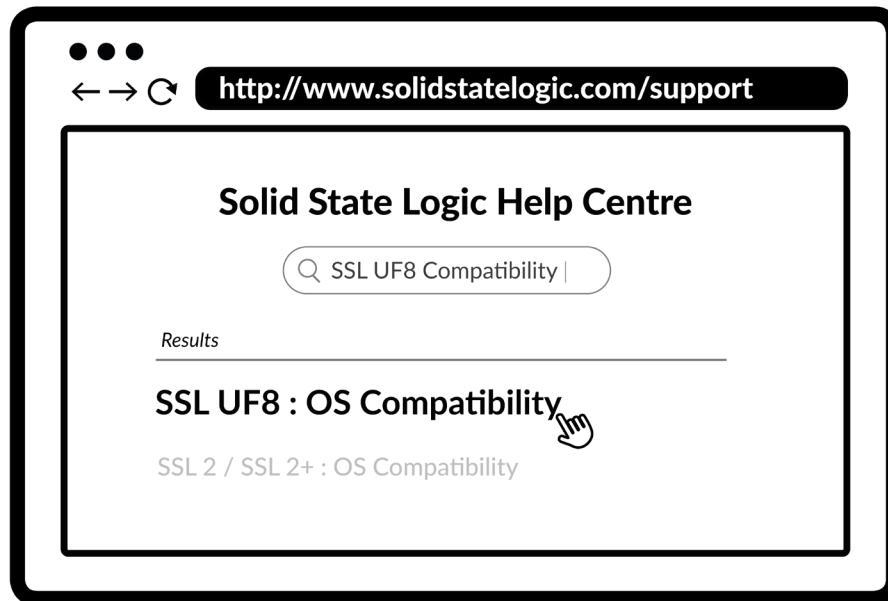 http://www.solidstatelogic.com/support
Solid State Logic Help Centre
SSL UF8 Compatibility
Results
SSL UF8 : OS Compatibility
SSL 2 / SSL 2+ : OS Compatibility